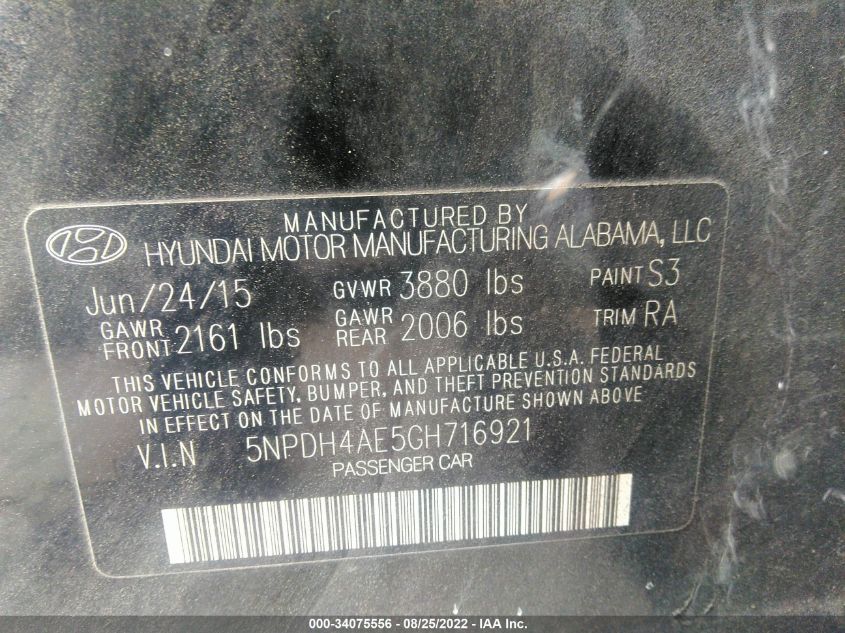 MANUFACTURED BY
HYUNDAI MOTOR MANUFACTURING ALABAMA, LLC
Jun/24/15 GVWR 3880 lbs PAINT S3
GAWR FRONT 2161 lbs GAWR REAR 2006 lbs TRIM RA
THIS VEHICLE CONFORMS TO ALL APPLICABLE U.S.A. FEDERAL
MOTOR VEHICLE SAFETY, BUMPER, AND THEFT PREVENTION STANDARDS
IN EFFECT ON THE DATE OF MANUFACTURE SHOWN ABOVE
V.I.N 5NPDH4AE5GH716921
PASSENGER CAR
000-34075556 - 08/25/2022 - IAA Inc.